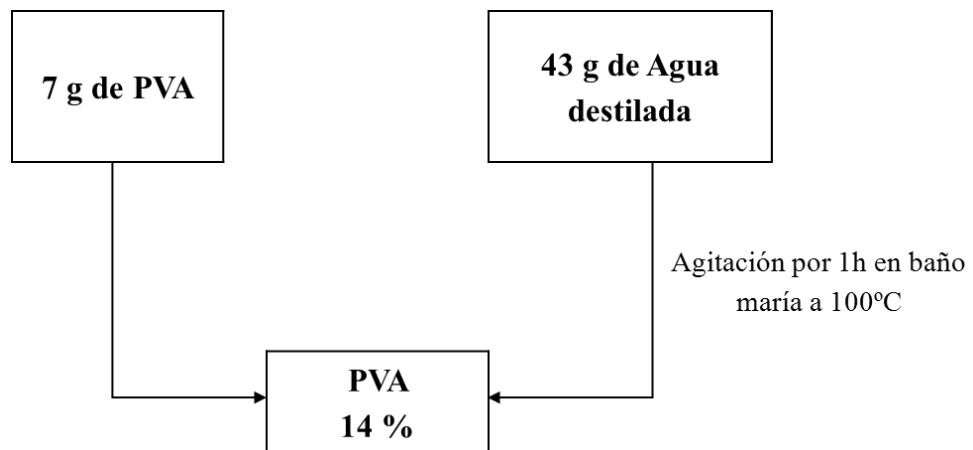 7 g de PVA
43 g de Agua
destilada
Agitación por 1h en baño
maría a 100ºC
PVA
14 %